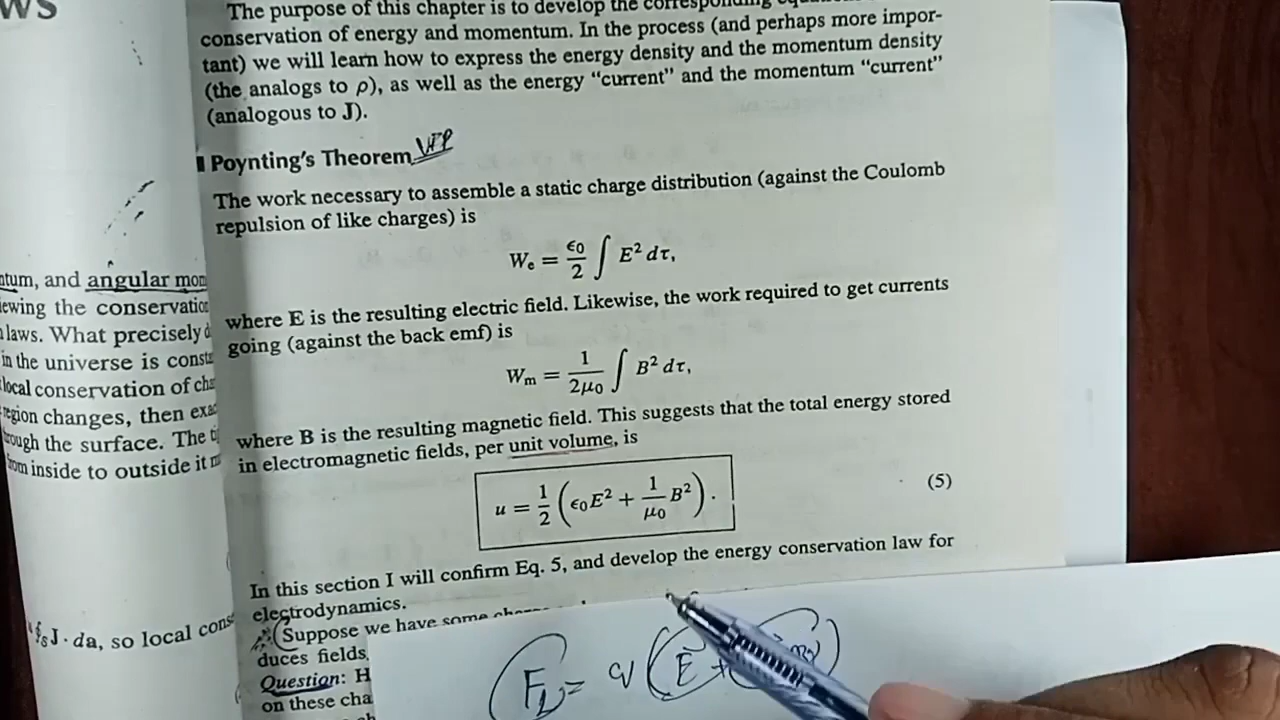 WS
ntum, and angular mom
ewing the conservation
laws. What precisely d
in the universe is const
local conservation of cha
region changes, then exa
rough the surface. The
from inside to outside it
J · da, so local cons
The purpose of this chapter is to develop the corresponding
conservation of energy and momentum. In the process (and perhaps more impor-
tant) we will learn how to express the energy density and the momentum density
(the analogs to ρ), as well as the energy “current” and the momentum “current”
(analogous to J).
Poynting's Theorem VIP
The work necessary to assemble a static charge distribution (against the Coulomb
repulsion of like charges) is
We = ε0/2 ∫ E² dτ,
where E is the resulting electric field. Likewise, the work required to get currents
going (against the back emf) is
Wm = 1/2μ0 ∫ B² dτ,
where B is the resulting magnetic field. This suggests that the total energy stored
in electromagnetic fields, per unit volume, is
u = 1/2 (ε0E² + 1/μ0 B²). (5)
In this section I will confirm Eq. 5, and develop the energy conservation law for
electrodynamics.
Suppose we have some
duces fields,
Question: H
on these cha
F = q (E +